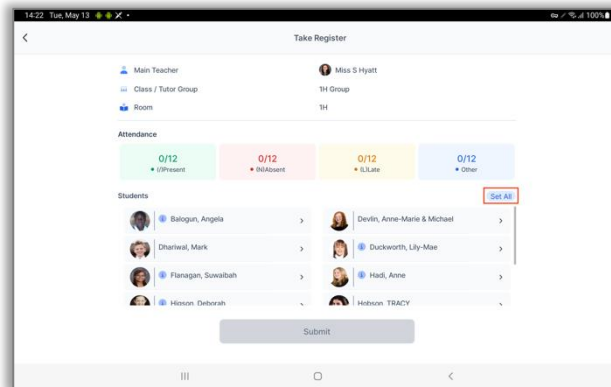 14:22 Tue, May 13 100%
Take Register
Main Teacher Miss S Hyatt
Class / Tutor Group 1H Group
Room 1H
Attendance
0/12 0/12 0/12 0/12
(/)Present (N)Absent (L)Late Other
Students Set All
Balogun, Angela Devlin, Anne-Marie & Michael
Dhariwal, Mark Duckworth, Lily-Mae
Flanagan, Suwaibah Hadi, Anne
Higson, Deborah Hobson, TRACY
Submit